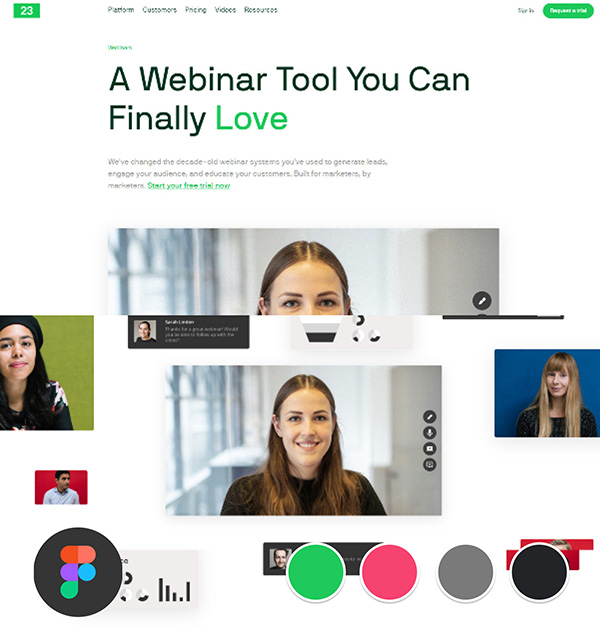 23
Platform Customers Pricing Videos Resources
Sign in
Request a trial
Webinars
A Webinar Tool You Can
Finally Love
We've changed the decade-old webinar systems you've used to generate leads,
engage your audience, and educate your customers. Built for marketers, by
marketers. Start your free trial now
Sarah Linden
Thanks for a great webinar! Would
you be able to follow up with the
video?